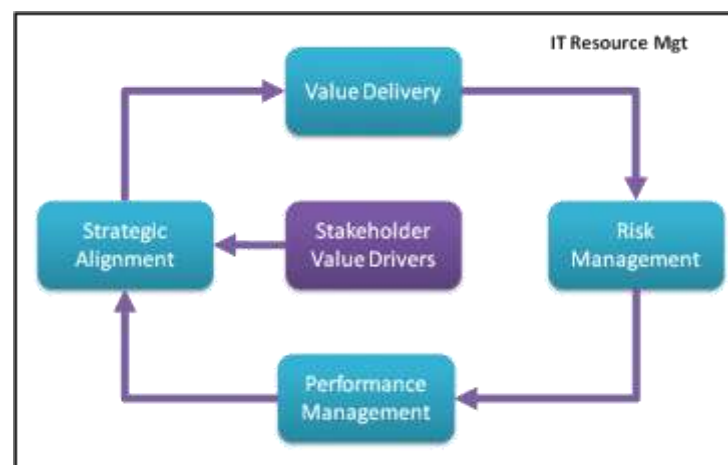 IT Resource Mgt
Value Delivery
Strategic
Alignment
Stakeholder
Value Drivers
Risk
Management
Performance
Management